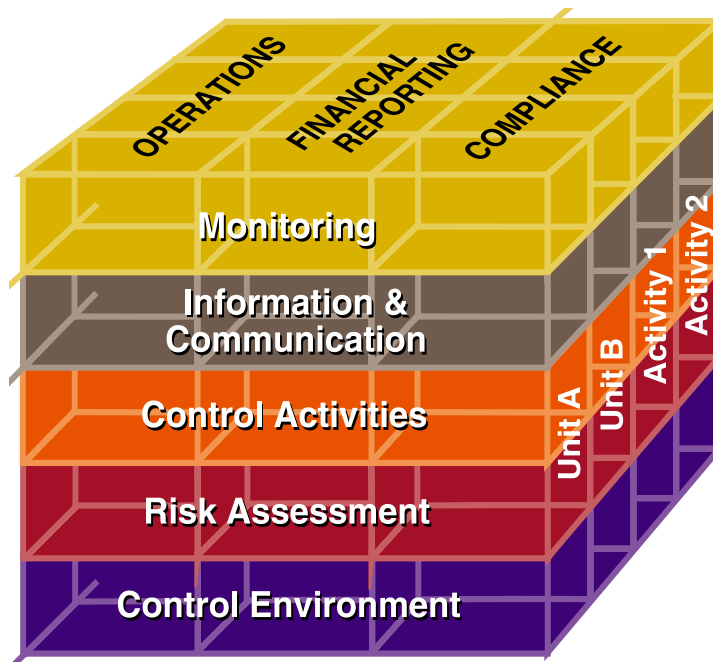 OPERATIONS
FINANCIAL
REPORTING
COMPLIANCE
Monitoring
Information &
Communication
Control Activities
Risk Assessment
Control Environment
Unit A
Unit B
Activity 1
Activity 2